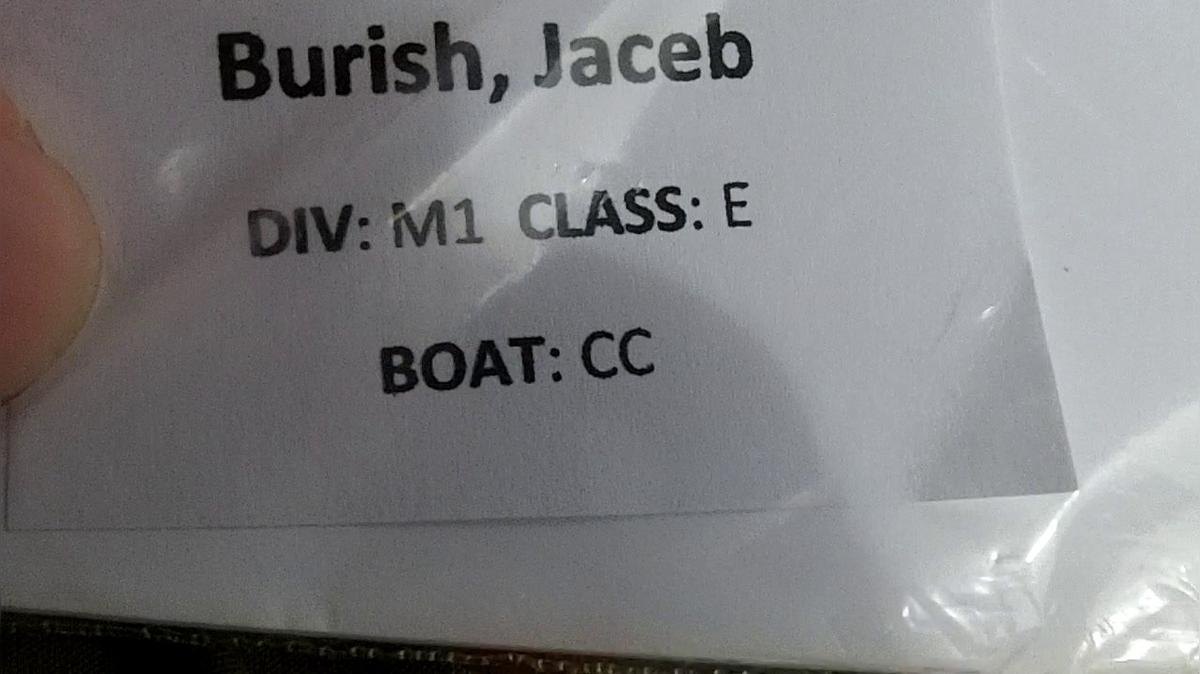 Burish, Jaceb
DIV: M1 CLASS: E
BOAT: CC